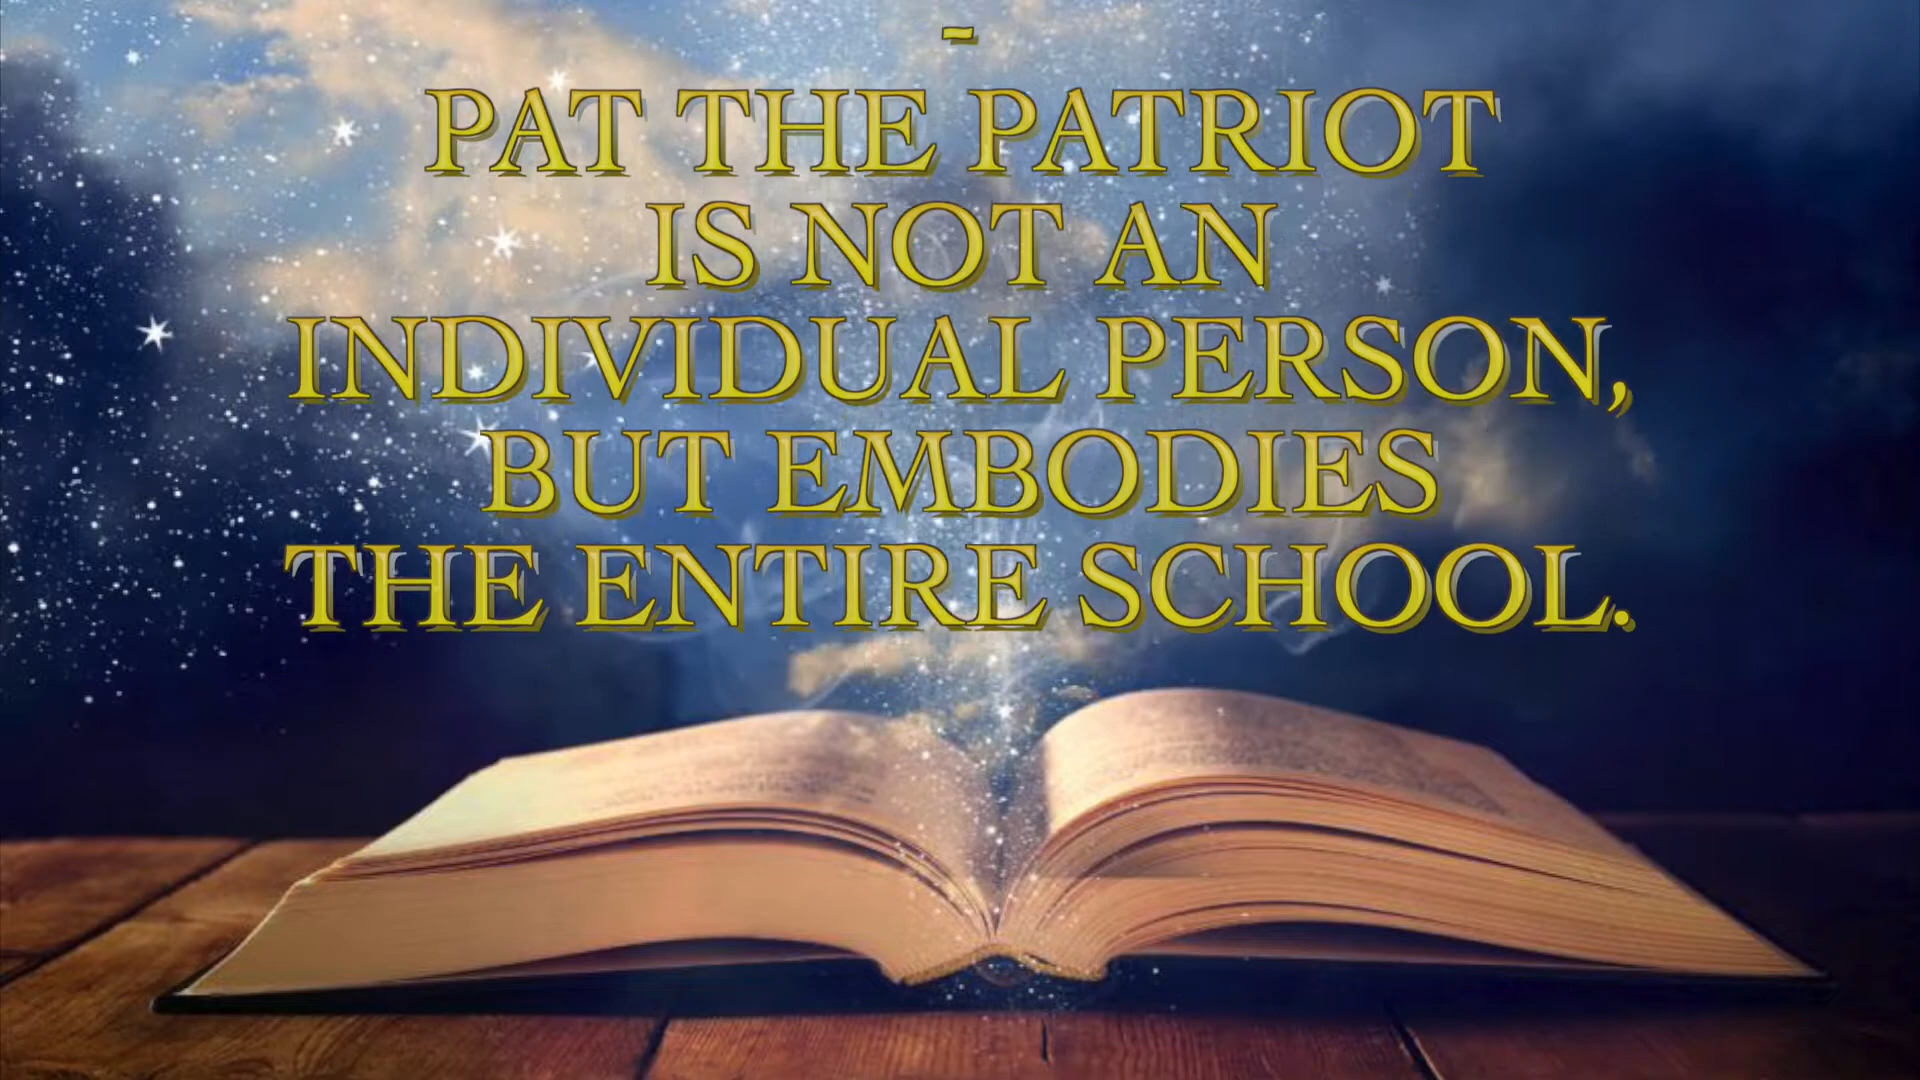 -
PAT THE PATRIOT
IS NOT AN
INDIVIDUAL PERSON,
BUT EMBODIES
THE ENTIRE SCHOOL.